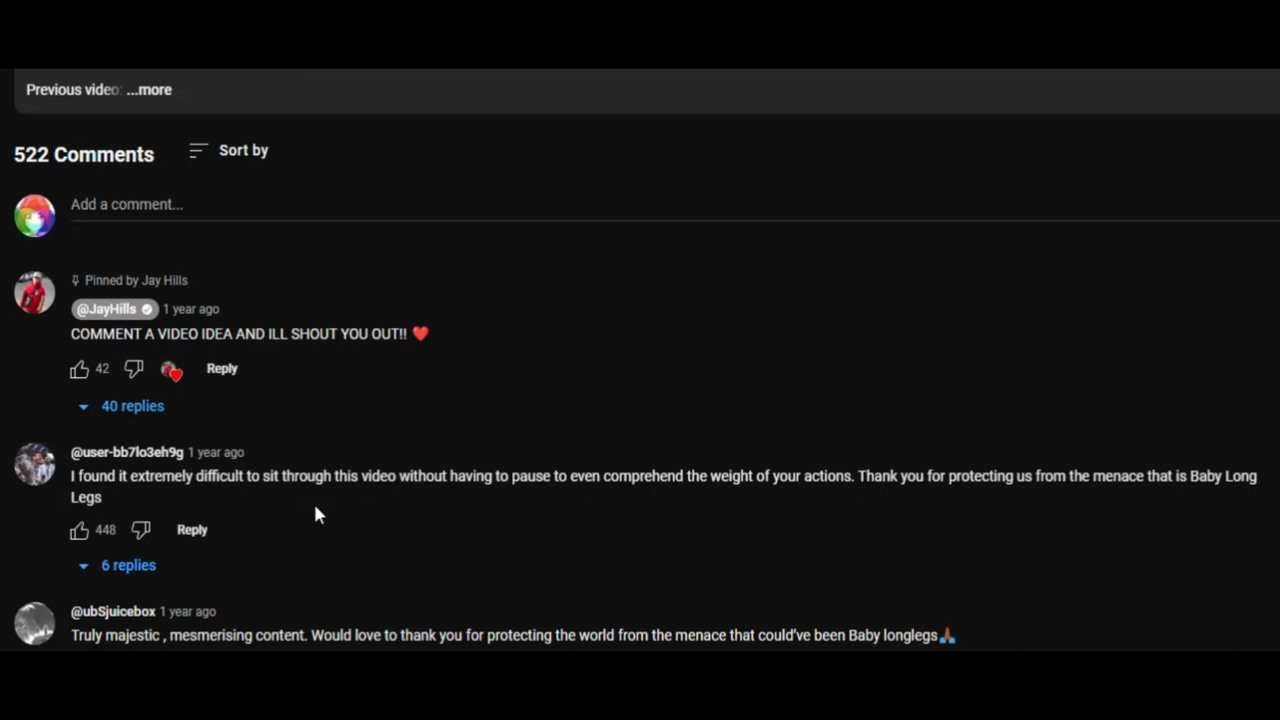 Previous video: ...more
522 Comments
Sort by
Add a comment...
Pinned by Jay Hills
@JayHills 1 year ago
COMMENT A VIDEO IDEA AND ILL SHOUT YOU OUT!! ❤️
42 Reply
40 replies
@user-bb7lo3eh9g 1 year ago
I found it extremely difficult to sit through this video without having to pause to even comprehend the weight of your actions. Thank you for protecting us from the menace that is Baby Long
Legs
448 Reply
6 replies
@ubSjuicebox 1 year ago
Truly majestic , mesmerising content. Would love to thank you for protecting the world from the menace that could've been Baby longlegs🙏🏾